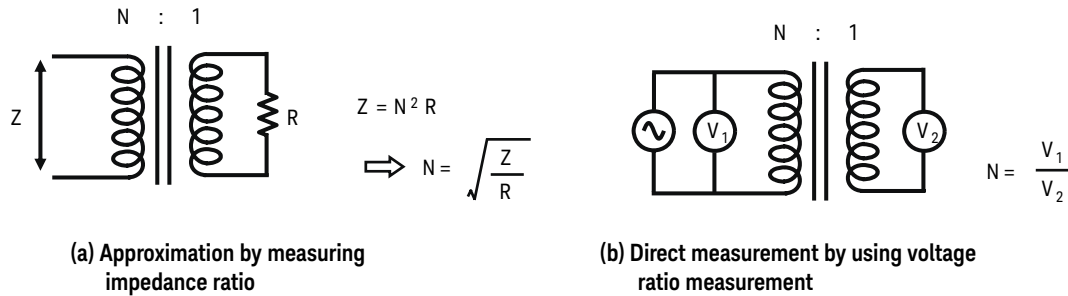 N : 1
Z
R
Z = N² R
⇨ N = √ Z
R
(a) Approximation by measuring
impedance ratio
N : 1
V₁
V₂
N = V₁
V₂
(b) Direct measurement by using voltage
ratio measurement